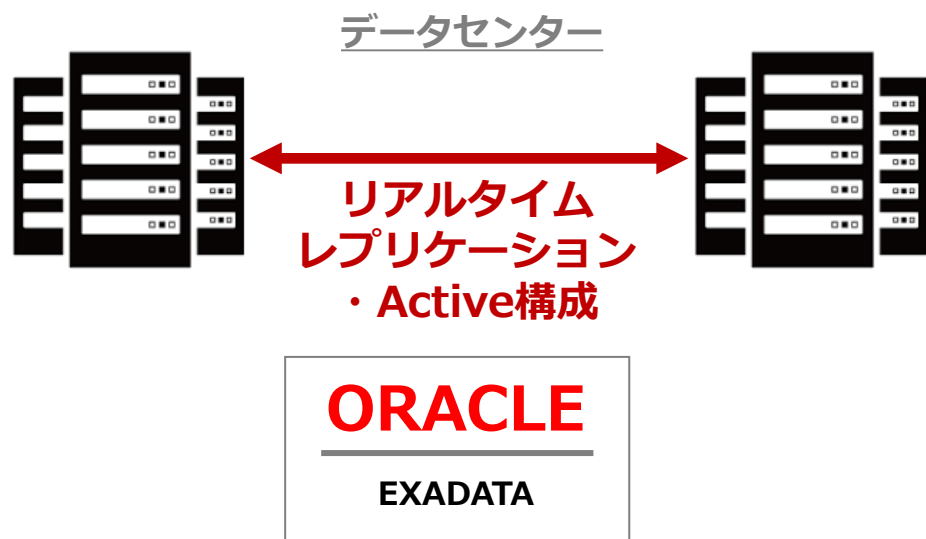 データセンター
リアルタイム
レプリケーション
・Active構成
ORACLE
EXADATA